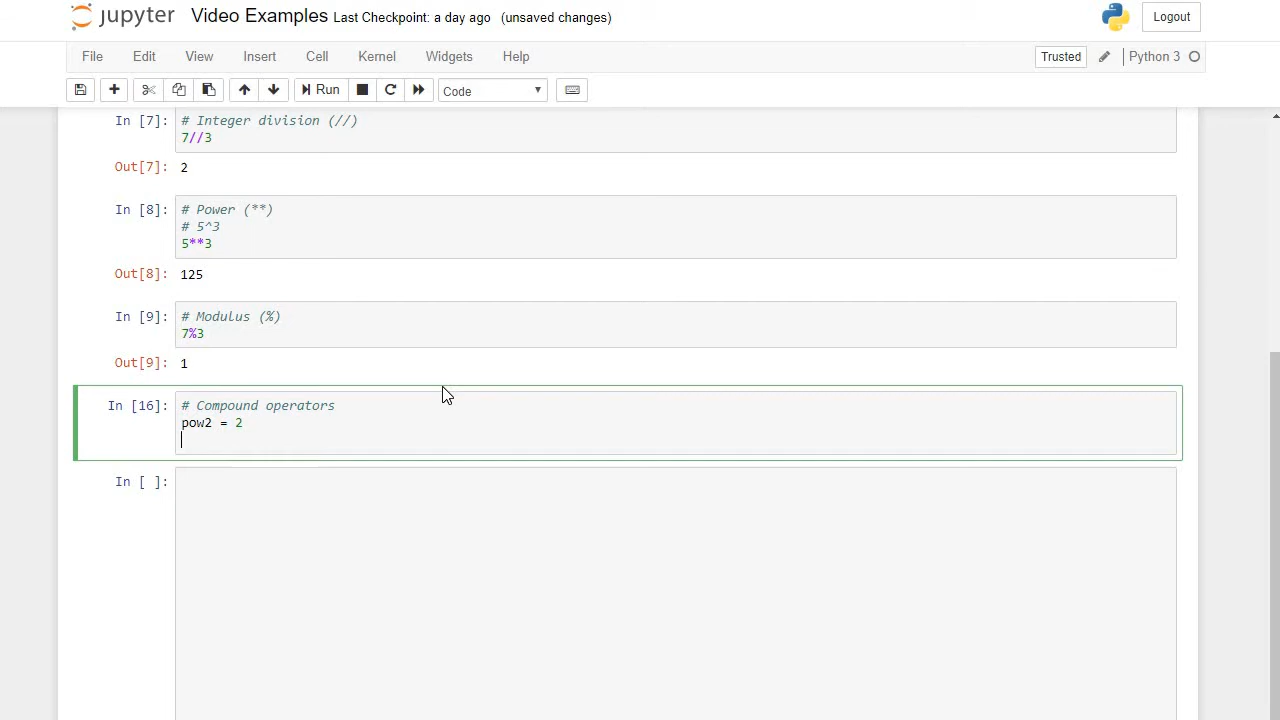 jupyter Video Examples Last Checkpoint: a day ago (unsaved changes) Logout
File Edit View Insert Cell Kernel Widgets Help Trusted Python 3
Run Code
In [7]: # Integer division (//)
7//3
Out[7]: 2
In [8]: # Power (**)
# 5^3
5**3
Out[8]: 125
In [9]: # Modulus (%)
7%3
Out[9]: 1
In [16]: # Compound operators
pow2 = 2
In [ ]: